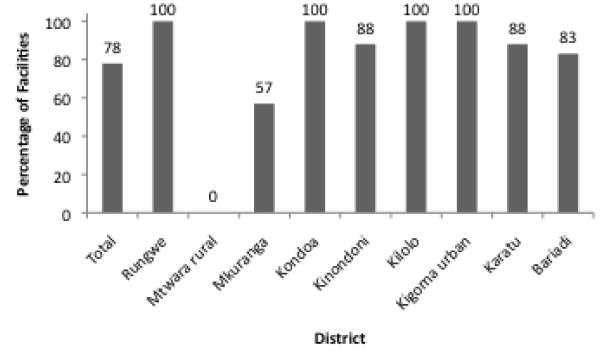 100 100 100 100
100
88 88
83
78
80
57
60
40
20
0
0
Percentage of Facilities
Total Rungwe Mtwara rural Mkuranga Kondoa Kinondoni Kilolo Kigoma urban Karatu Bariadi
District